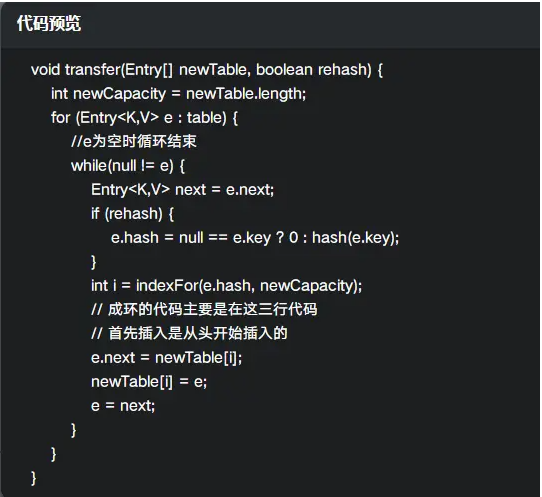 代码预览
void transfer(Entry[] newTable, boolean rehash) {
int newCapacity = newTable.length;
for (Entry<K,V> e : table) {
//e为空时循环结束
while(null != e) {
Entry<K,V> next = e.next;
if (rehash) {
e.hash = null == e.key ? 0 : hash(e.key);
}
int i = indexFor(e.hash, newCapacity);
// 成环的代码主要是在这三行代码
// 首先插入是从头开始插入的
e.next = newTable[i];
newTable[i] = e;
e = next;
}
}
}